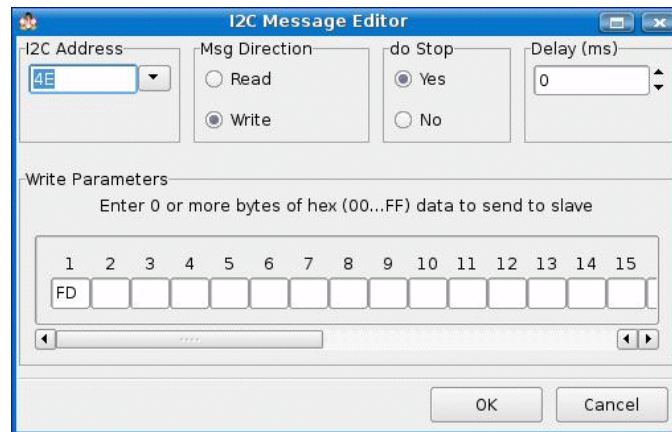 I2C Message Editor
I2C Address
Msg Direction
do Stop
Delay (ms)
4E
Read
Yes
0
Write
No
Write Parameters
Enter 0 or more bytes of hex (00...FF) data to send to slave
1 2 3 4 5 6 7 8 9 10 11 12 13 14 15
FD
OK Cancel